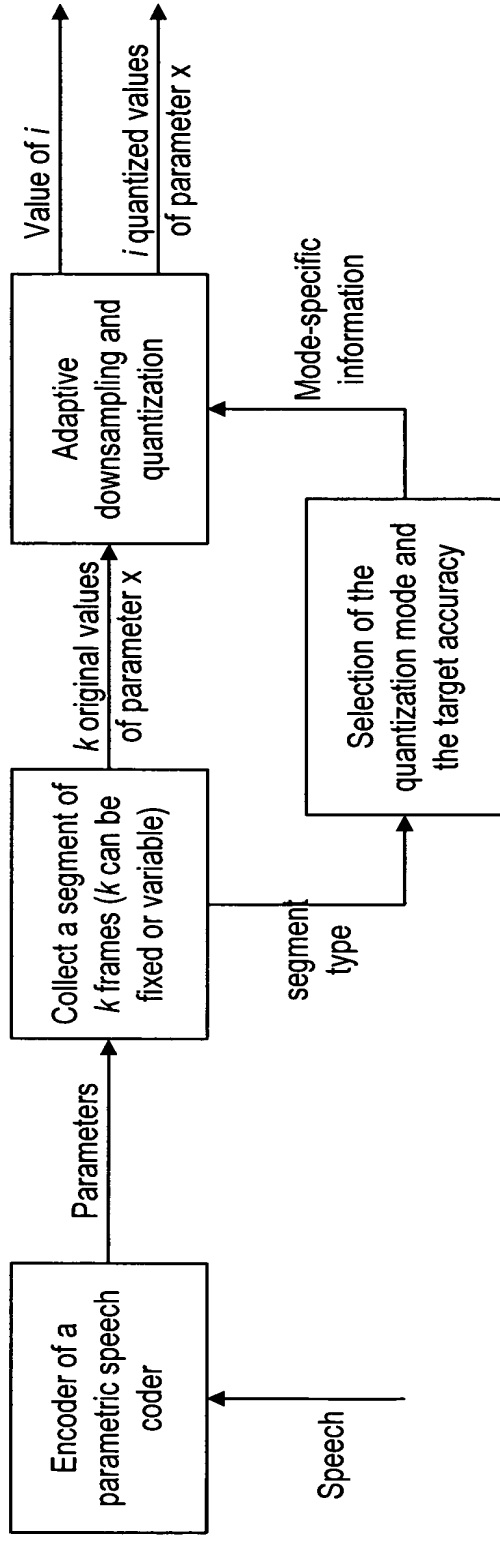 Speech
Encoder of a
parametric speech
coder
Parameters
Collect a segment of
k frames (k can be
fixed or variable)
segment
type
k original values
of parameter x
Selection of the
quantization mode and
the target accuracy
Mode-specific
information
Adaptive
downsampling and
quantization
Value of i
i quantized values
of parameter x